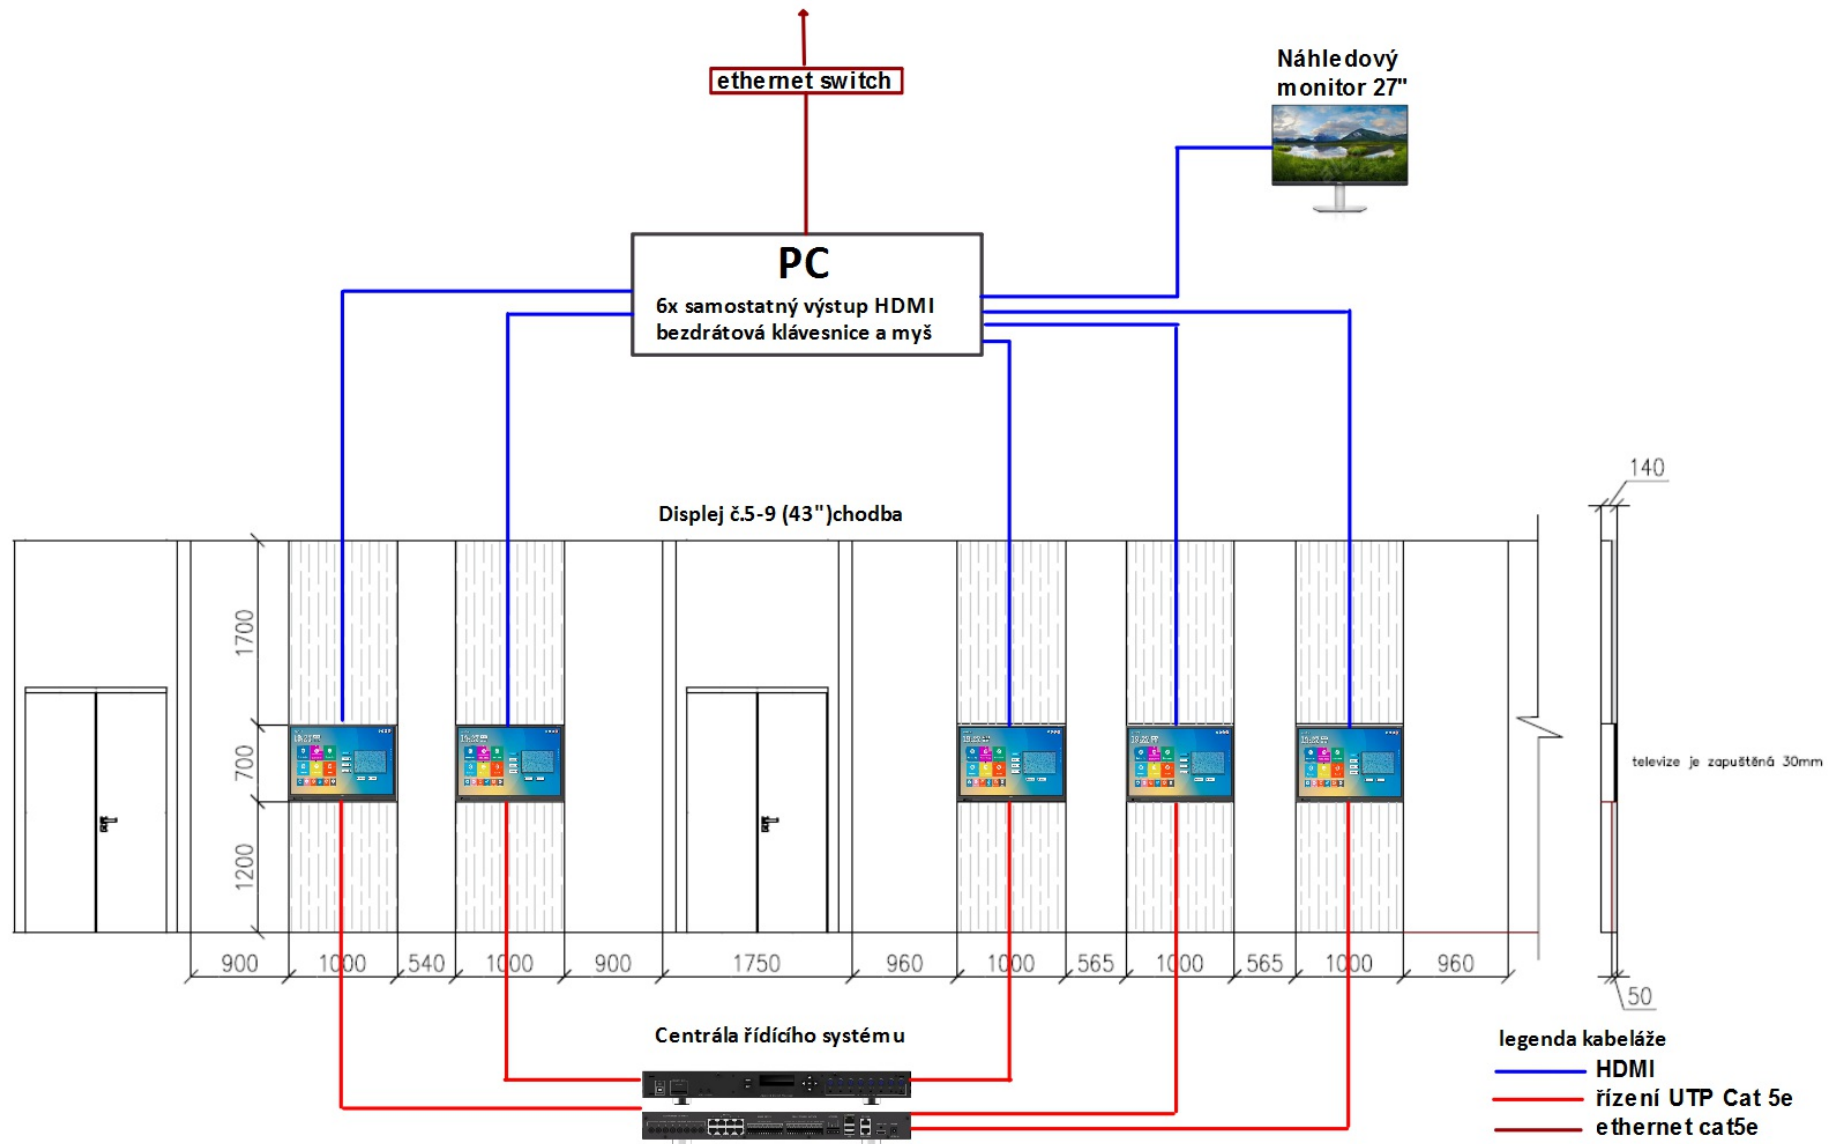 ethernet switch
Náhledový
monitor 27"
PC
6x samostatný výstup HDMI
bezdrátová klávesnice a myš
140
Displej č.5-9 (43")chodba
1700
700
televize je zapuštěná 30mm
1200
900 1000 540 1000 900 1750 960 1000 565 1000 565 1000 960
50
Centrála řídícího systému
legenda kabeláže
HDMI
řízení UTP Cat 5e
ethernet cat5e